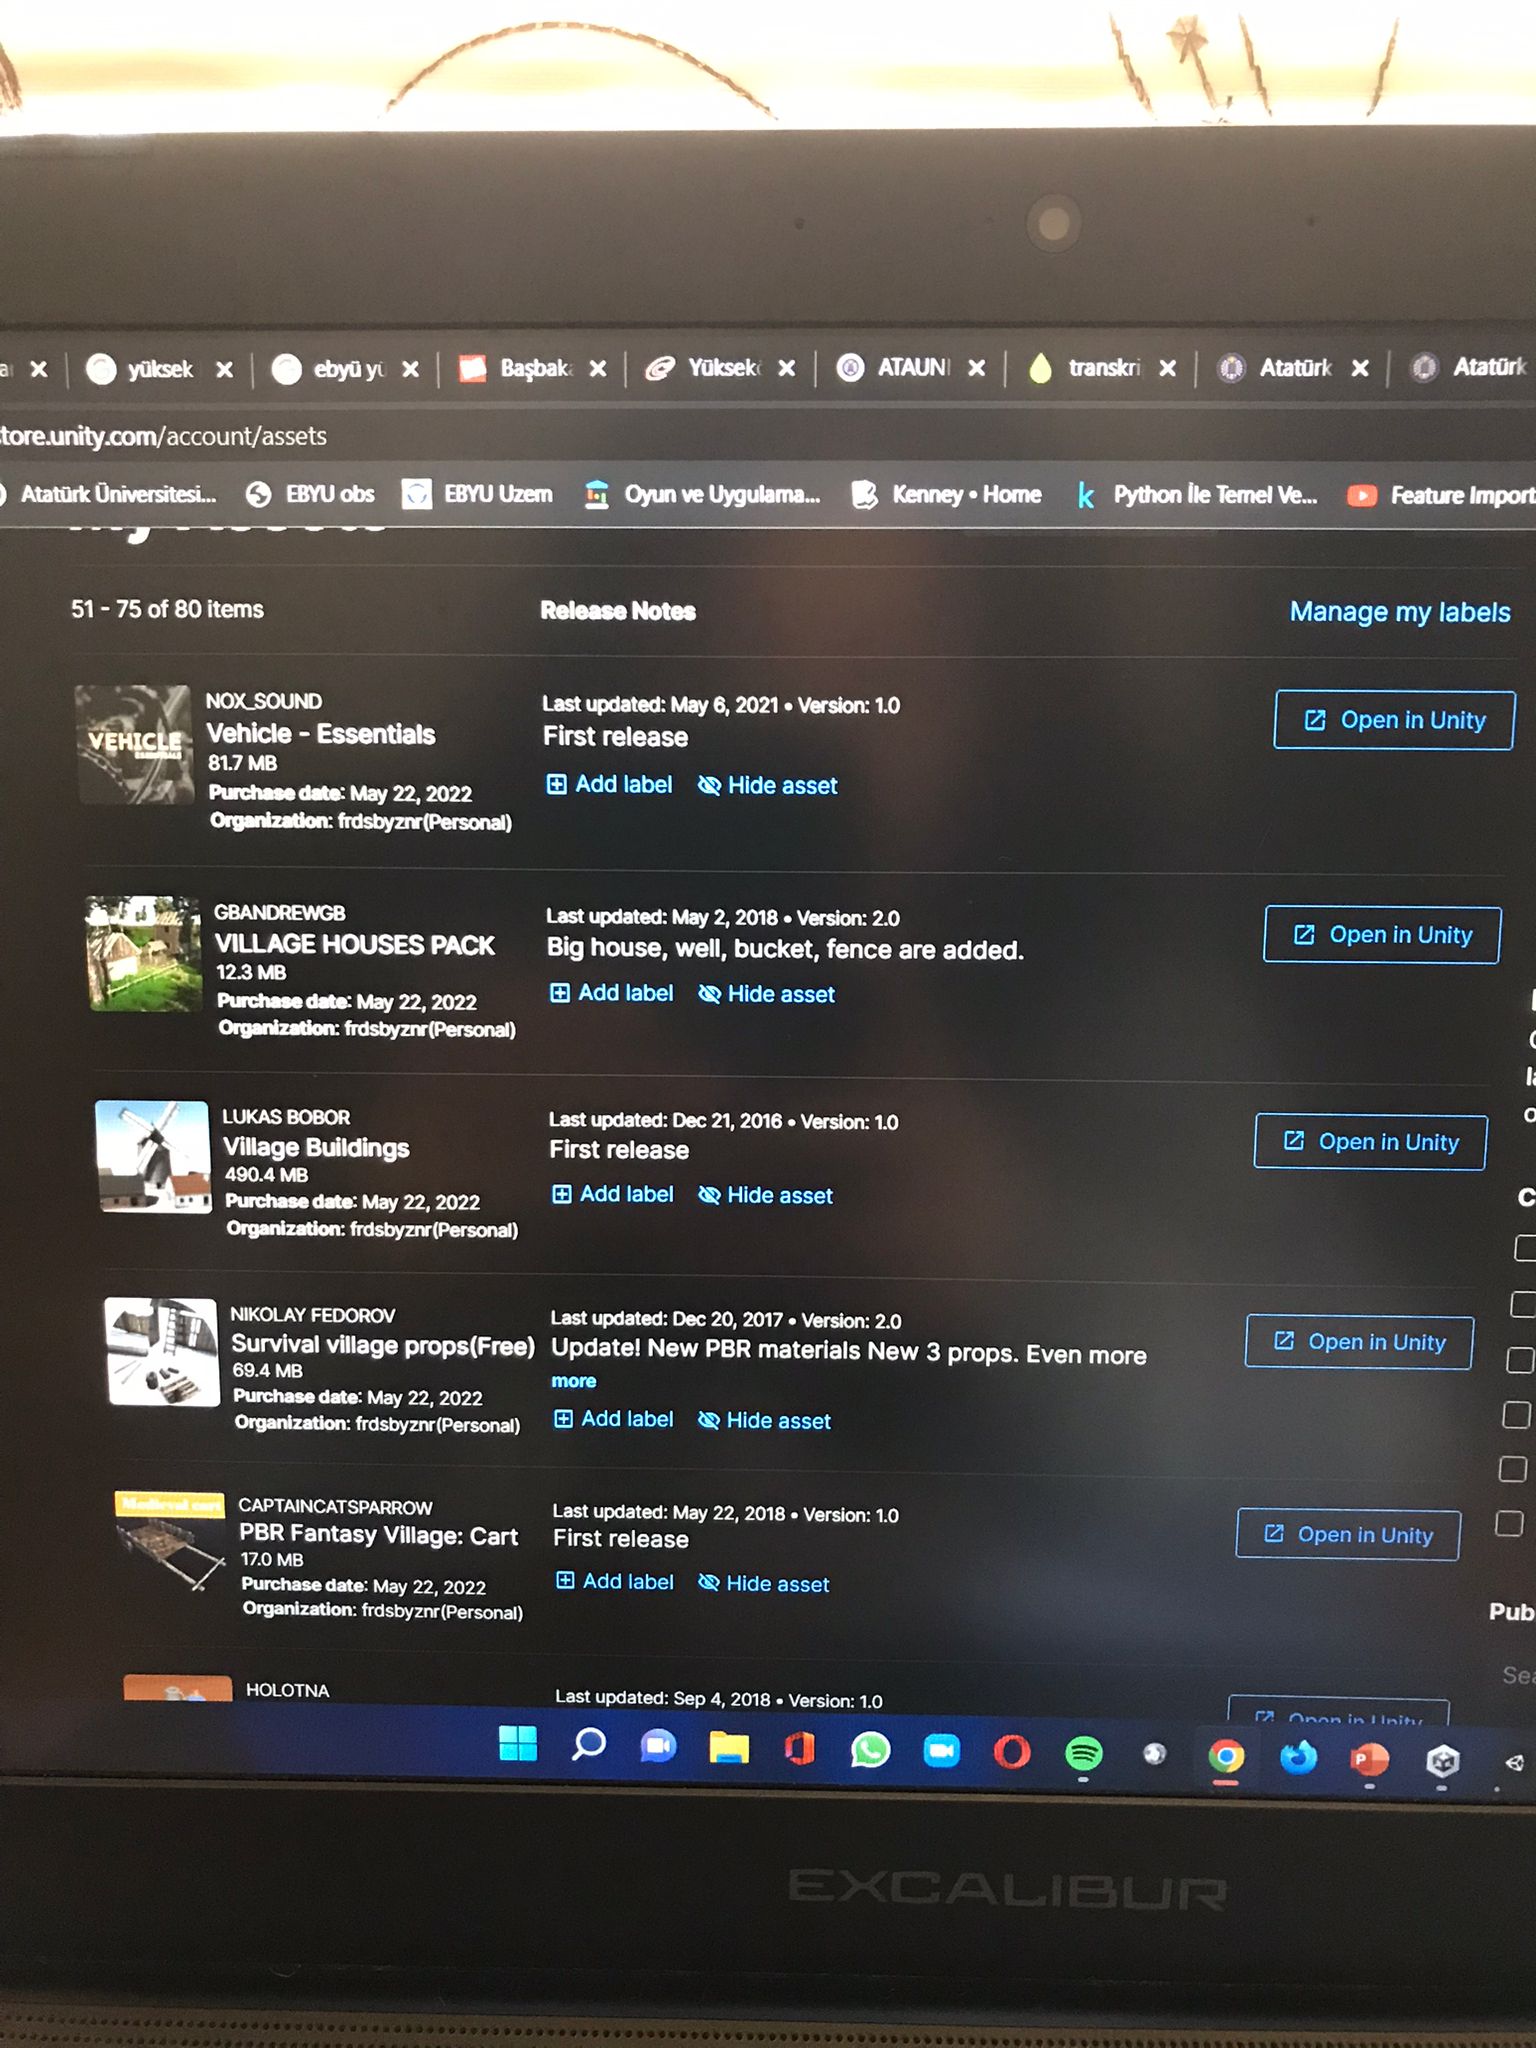 yüksek
ebyü yü
Başbak
Yüksek
ATAUN
transkri
Atatürk
Atatürk
tore.unity.com/account/assets
Atatürk Üniversitesi...
EBYU obs
EBYU Uzem
Oyun ve Uygulama...
Kenney • Home
Python İle Temel Ve...
Feature Import
My Assets
51 - 75 of 80 items
Release Notes
Manage my labels
VEHICLE
ESSENTIALS
NOX_SOUND
Vehicle - Essentials
81.7 MB
Purchase date: May 22, 2022
Organization: frdsbyznr(Personal)
Last updated: May 6, 2021 • Version: 1.0
First release
Add label
Hide asset
Open in Unity
GBANDREWGB
VILLAGE HOUSES PACK
12.3 MB
Purchase date: May 22, 2022
Organization: frdsbyznr(Personal)
Last updated: May 2, 2018 • Version: 2.0
Big house, well, bucket, fence are added.
Add label
Hide asset
Open in Unity
LUKAS BOBOR
Village Buildings
490.4 MB
Purchase date: May 22, 2022
Organization: frdsbyznr(Personal)
Last updated: Dec 21, 2016 • Version: 1.0
First release
Add label
Hide asset
Open in Unity
NIKOLAY FEDOROV
Survival village props(Free)
69.4 MB
Purchase date: May 22, 2022
Organization: frdsbyznr(Personal)
Last updated: Dec 20, 2017 • Version: 2.0
Update! New PBR materials New 3 props. Even more
more
Add label
Hide asset
Open in Unity
Medieval cart
CAPTAINCATSPARROW
PBR Fantasy Village: Cart
17.0 MB
Purchase date: May 22, 2022
Organization: frdsbyznr(Personal)
Last updated: May 22, 2018 • Version: 1.0
First release
Add label
Hide asset
Open in Unity
Pub
Sea
HOLOTNA
Last updated: Sep 4, 2018 • Version: 1.0
Open in Unity
EXCALIBUR